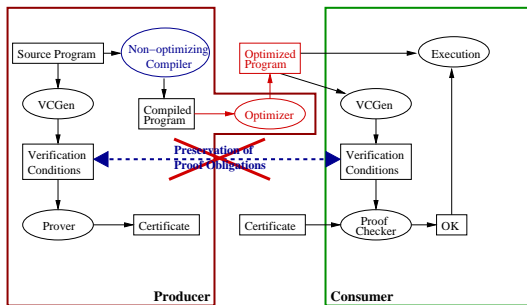 Source Program
Non-optimizing
Compiler
Optimized
Program
Execution
VCGen
Compiled
Program
Optimizer
VCGen
Verification
Conditions
Preservation of
Proof Obligations
Verification
Conditions
Prover
Certificate
Certificate
Proof
Checker
OK
Producer
Consumer